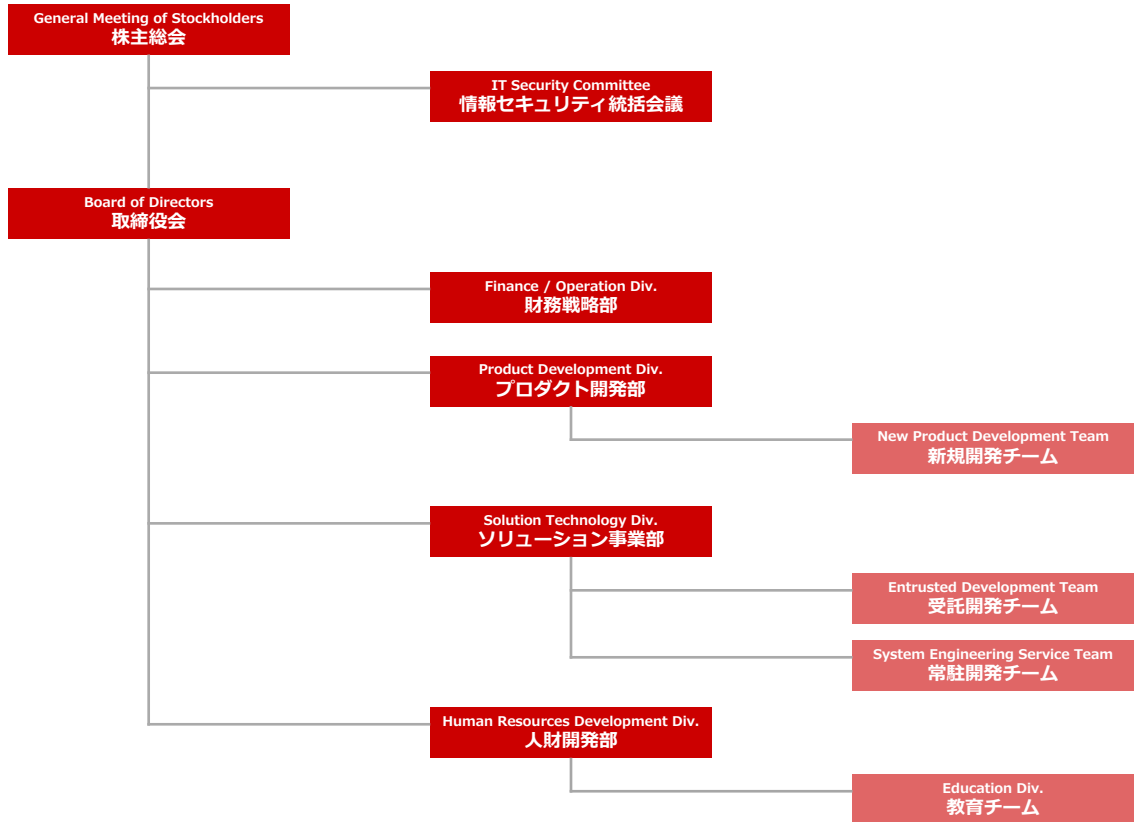 General Meeting of Stockholders
株主総会
IT Security Committee
情報セキュリティ統括会議
Board of Directors
取締役会
Finance / Operation Div.
財務戦略部
Product Development Div.
プロダクト開発部
New Product Development Team
新規開発チーム
Solution Technology Div.
ソリューション事業部
Entrusted Development Team
受託開発チーム
System Engineering Service Team
常駐開発チーム
Human Resources Development Div.
人財開発部
Education Div.
教育チーム